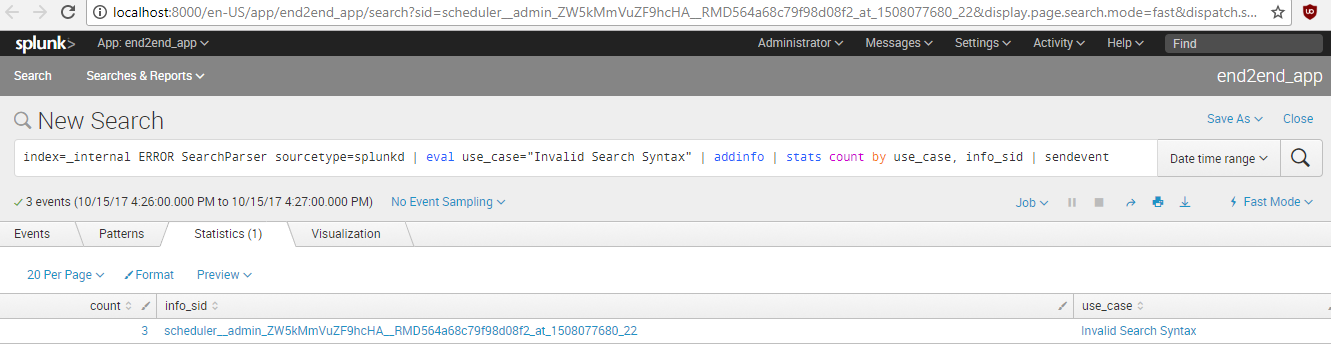 localhost:8000/en-US/app/end2end_app/search?sid=scheduler__admin_ZW5kMmVuZF9hcHA__RMD564a68c79f98d08f2_at_1508077680_22&display.page.search.mode=fast&dispatch.s...
splunk> App: end2end_app Administrator Messages Settings Activity Help Find
Search Searches & Reports end2end_app
New Search Save As Close
index=_internal ERROR SearchParser sourcetype=splunkd | eval use_case="Invalid Search Syntax" | addinfo | stats count by use_case, info_sid | sendevent Date time range
✓ 3 events (10/15/17 4:26:00.000 PM to 10/15/17 4:27:00.000 PM) No Event Sampling Job Fast Mode
Events Patterns Statistics (1) Visualization
20 Per Page Format Preview
count info_sid use_case
3 scheduler__admin_ZW5kMmVuZF9hcHA__RMD564a68c79f98d08f2_at_1508077680_22 Invalid Search Syntax